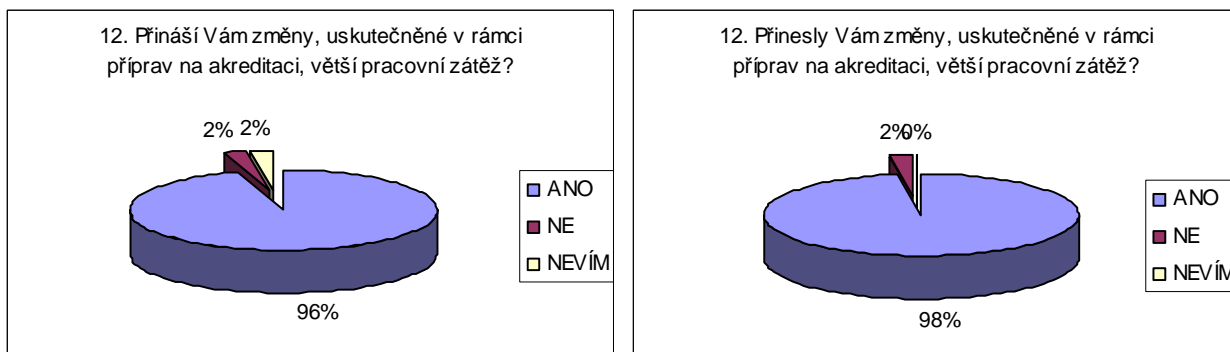 12. Přináší Vám změny, uskutečněné v rámci
příprav na akreditaci, větší pracovní zátěž?
2%
2%
96%
ANO
NE
NEVÍM
12. Přinesly Vám změny, uskutečněné v rámci
příprav na akreditaci, větší pracovní zátěž?
2%
0%
98%
ANO
NE
NEVÍM